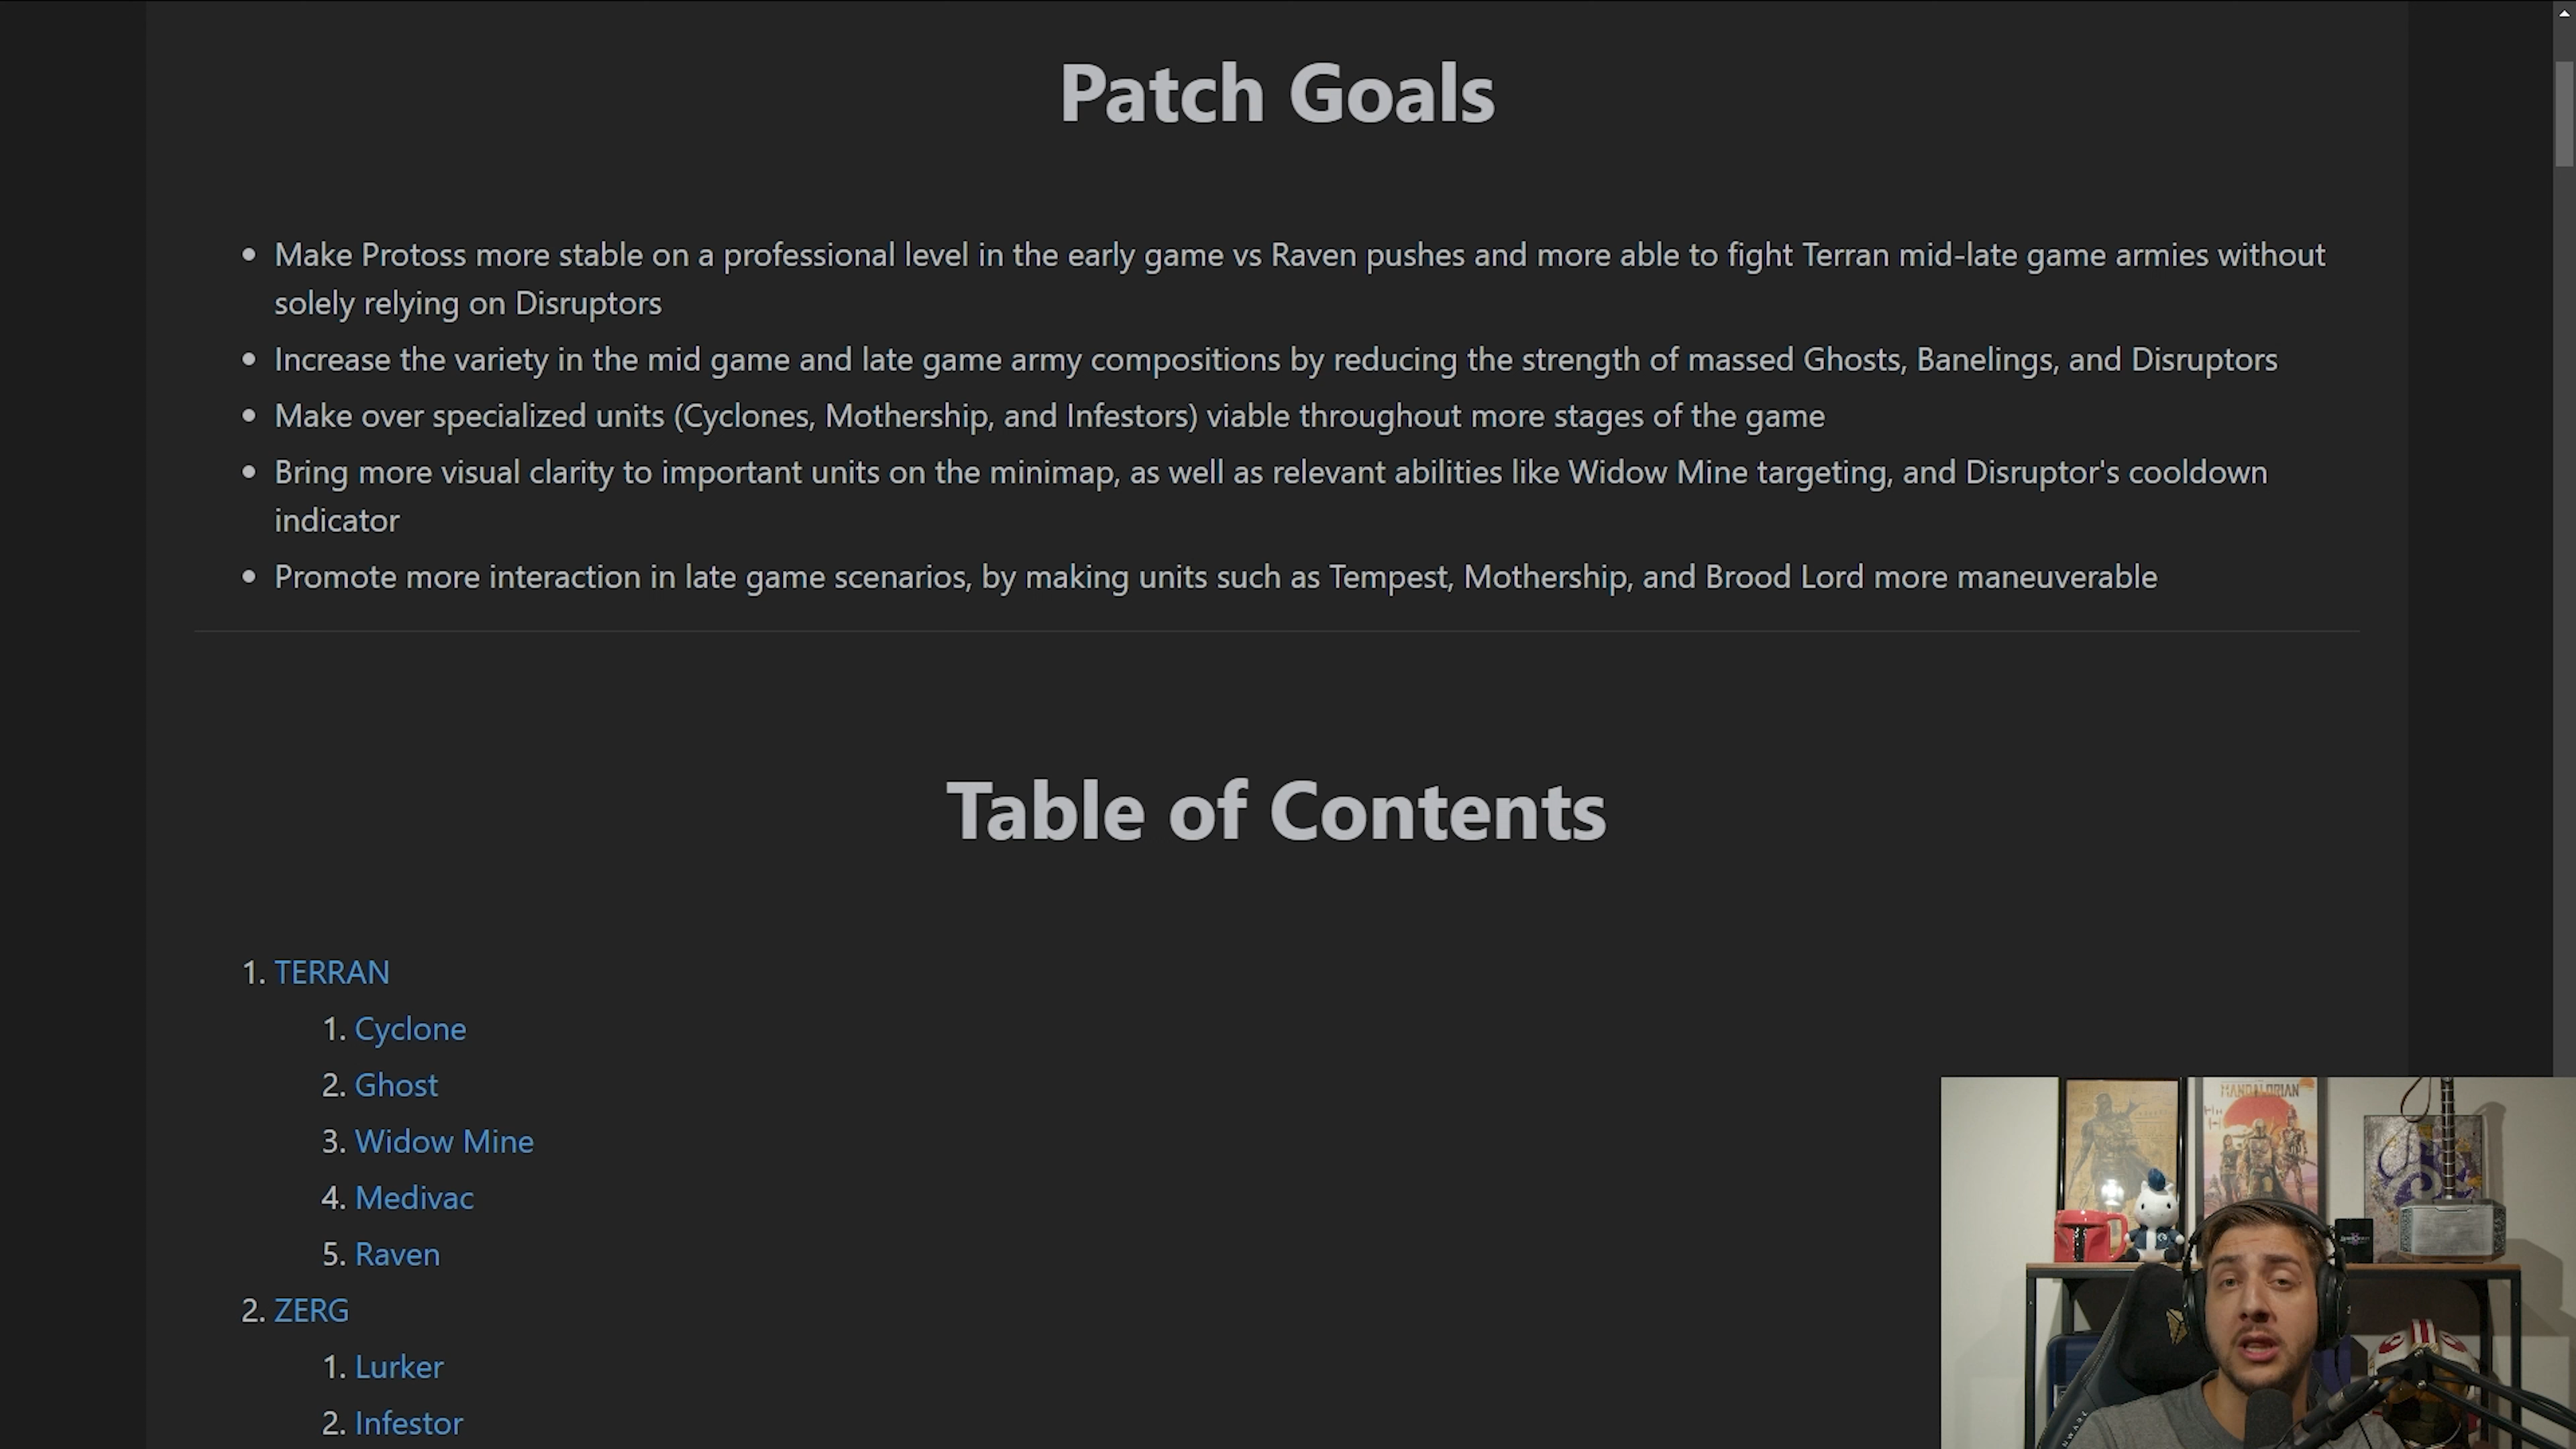 Patch Goals
• Make Protoss more stable on a professional level in the early game vs Raven pushes and more able to fight Terran mid-late game armies without
solely relying on Disruptors
• Increase the variety in the mid game and late game army compositions by reducing the strength of massed Ghosts, Banelings, and Disruptors
• Make over specialized units (Cyclones, Mothership, and Infestors) viable throughout more stages of the game
• Bring more visual clarity to important units on the minimap, as well as relevant abilities like Widow Mine targeting, and Disruptor's cooldown
indicator
• Promote more interaction in late game scenarios, by making units such as Tempest, Mothership, and Brood Lord more maneuverable
Table of Contents
1. TERRAN
1. Cyclone
2. Ghost
3. Widow Mine
4. Medivac
5. Raven
2. ZERG
1. Lurker
2. Infestor
MANDALORIAN